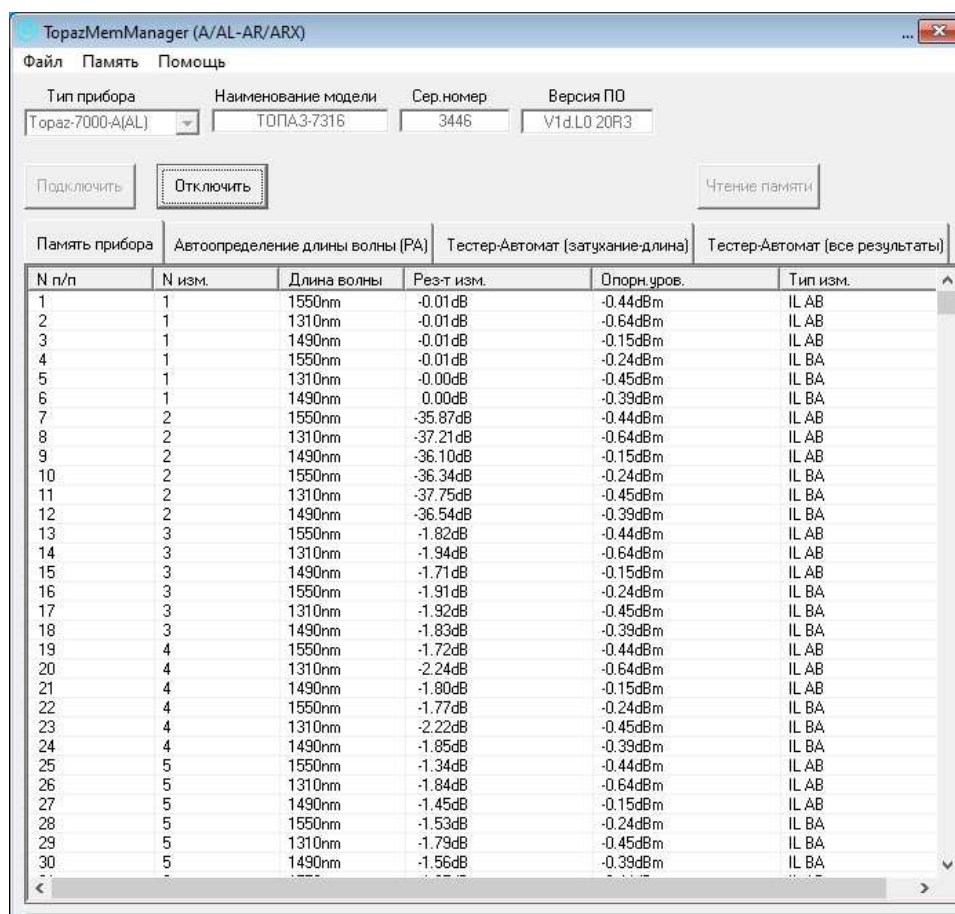 TopazMemManager (A/AL-AR/ARX) ...
Файл Память Помощь
Тип прибора Наименование модели Сер.номер Версия ПО
Topaz-7000-A(AL) ТОПАЗ-7316 3446 V1d.L0 20R3
Подключить Отключить Чтение памяти
Память прибора Автоопределение длины волны (PA) Тестер-Автомат (затухание-длина) Тестер-Автомат (все результаты)
N п/п N изм. Длина волны Рез-т изм. Опорн.уров. Тип изм.
1 1 1550nm -0.01dB -0.44dBm IL AB
2 1 1310nm -0.01dB -0.64dBm IL AB
3 1 1490nm -0.01dB -0.15dBm IL AB
4 1 1550nm -0.01dB -0.24dBm IL BA
5 1 1310nm -0.00dB -0.45dBm IL BA
6 1 1490nm 0.00dB -0.39dBm IL BA
7 2 1550nm -35.87dB -0.44dBm IL AB
8 2 1310nm -37.21dB -0.64dBm IL AB
9 2 1490nm -36.10dB -0.15dBm IL AB
10 2 1550nm -36.34dB -0.24dBm IL BA
11 2 1310nm -37.75dB -0.45dBm IL BA
12 2 1490nm -36.54dB -0.39dBm IL BA
13 3 1550nm -1.82dB -0.44dBm IL AB
14 3 1310nm -1.94dB -0.64dBm IL AB
15 3 1490nm -1.71dB -0.15dBm IL AB
16 3 1550nm -1.91dB -0.24dBm IL BA
17 3 1310nm -1.92dB -0.45dBm IL BA
18 3 1490nm -1.83dB -0.39dBm IL BA
19 4 1550nm -1.72dB -0.44dBm IL AB
20 4 1310nm -2.24dB -0.64dBm IL AB
21 4 1490nm -1.80dB -0.15dBm IL AB
22 4 1550nm -1.77dB -0.24dBm IL BA
23 4 1310nm -2.22dB -0.45dBm IL BA
24 4 1490nm -1.85dB -0.39dBm IL BA
25 5 1550nm -1.34dB -0.44dBm IL AB
26 5 1310nm -1.84dB -0.64dBm IL AB
27 5 1490nm -1.45dB -0.15dBm IL AB
28 5 1550nm -1.53dB -0.24dBm IL BA
29 5 1310nm -1.79dB -0.45dBm IL BA
30 5 1490nm -1.56dB -0.39dBm IL BA